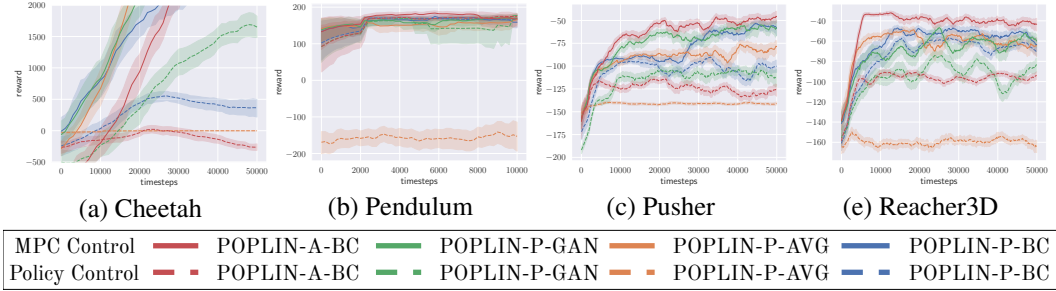 2000
1500
1000
500
0
−500
reward
0 10000 20000 30000 40000 50000
timesteps
(a) Cheetah
200
100
0
−100
−200
reward
0 2000 4000 6000 8000 10000
timesteps
(b) Pendulum
−50
−75
−100
−125
−150
−175
−200
reward
0 10000 20000 30000 40000 50000
timesteps
(c) Pusher
−40
−60
−80
−100
−120
−140
−160
reward
0 10000 20000 30000 40000 50000
timesteps
(e) Reacher3D
MPC Control POPLIN-A-BC POPLIN-P-GAN POPLIN-P-AVG POPLIN-P-BC
Policy Control POPLIN-A-BC POPLIN-P-GAN POPLIN-P-AVG POPLIN-P-BC